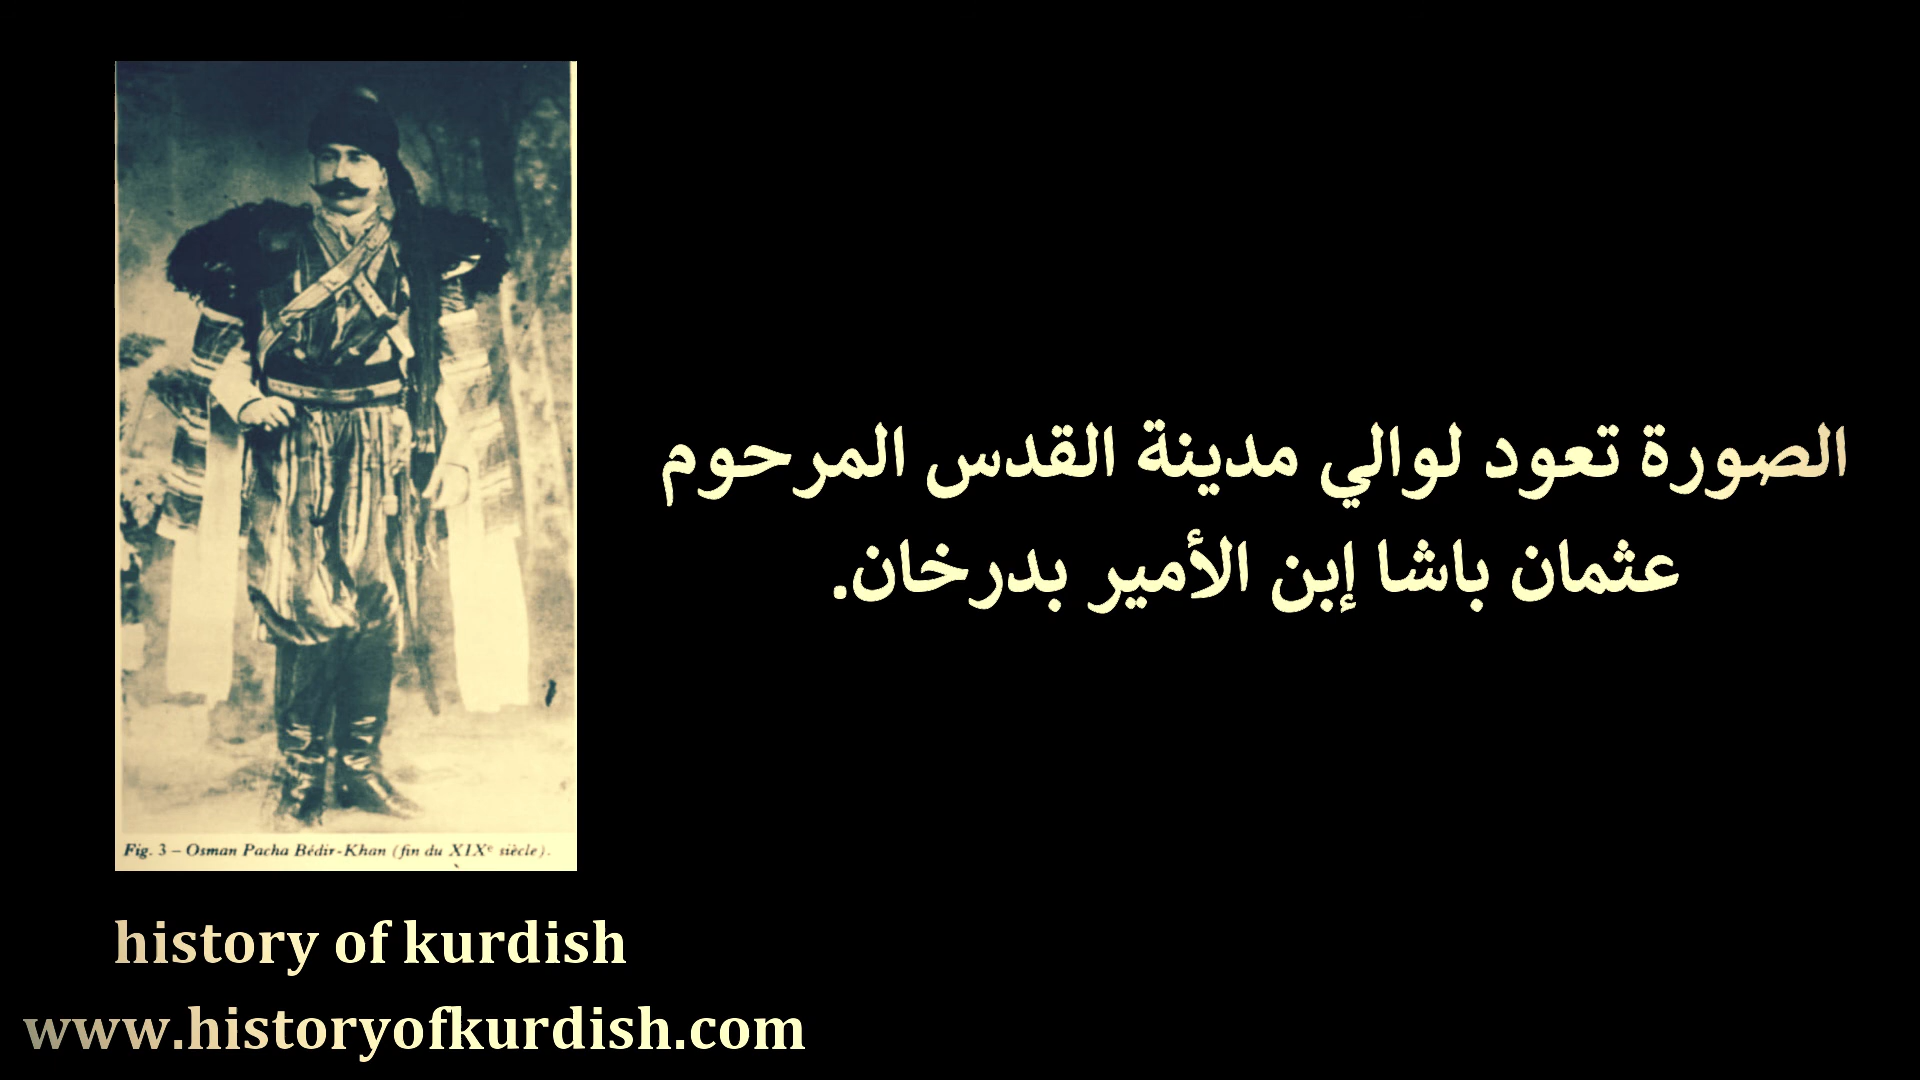 الصورة تعود لوالي مدينة القدس المرحوم
عثمان باشا إبن الأمير بدرخان.
Fig. 3 – Osman Pacha Bédir-Khan (fin du XIXe siècle).
history of kurdish
www.historyofkurdish.com